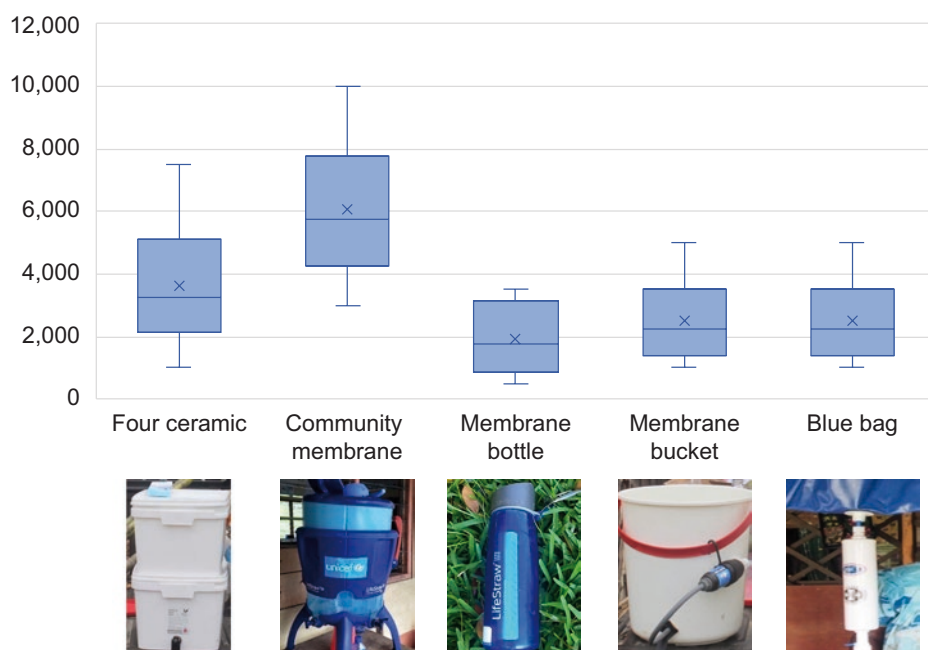 12,000
10,000
8,000
6,000
4,000
2,000
0
Four ceramic
Community
membrane
Membrane
bottle
Membrane
bucket
Blue bag
unicef
LifeStraw